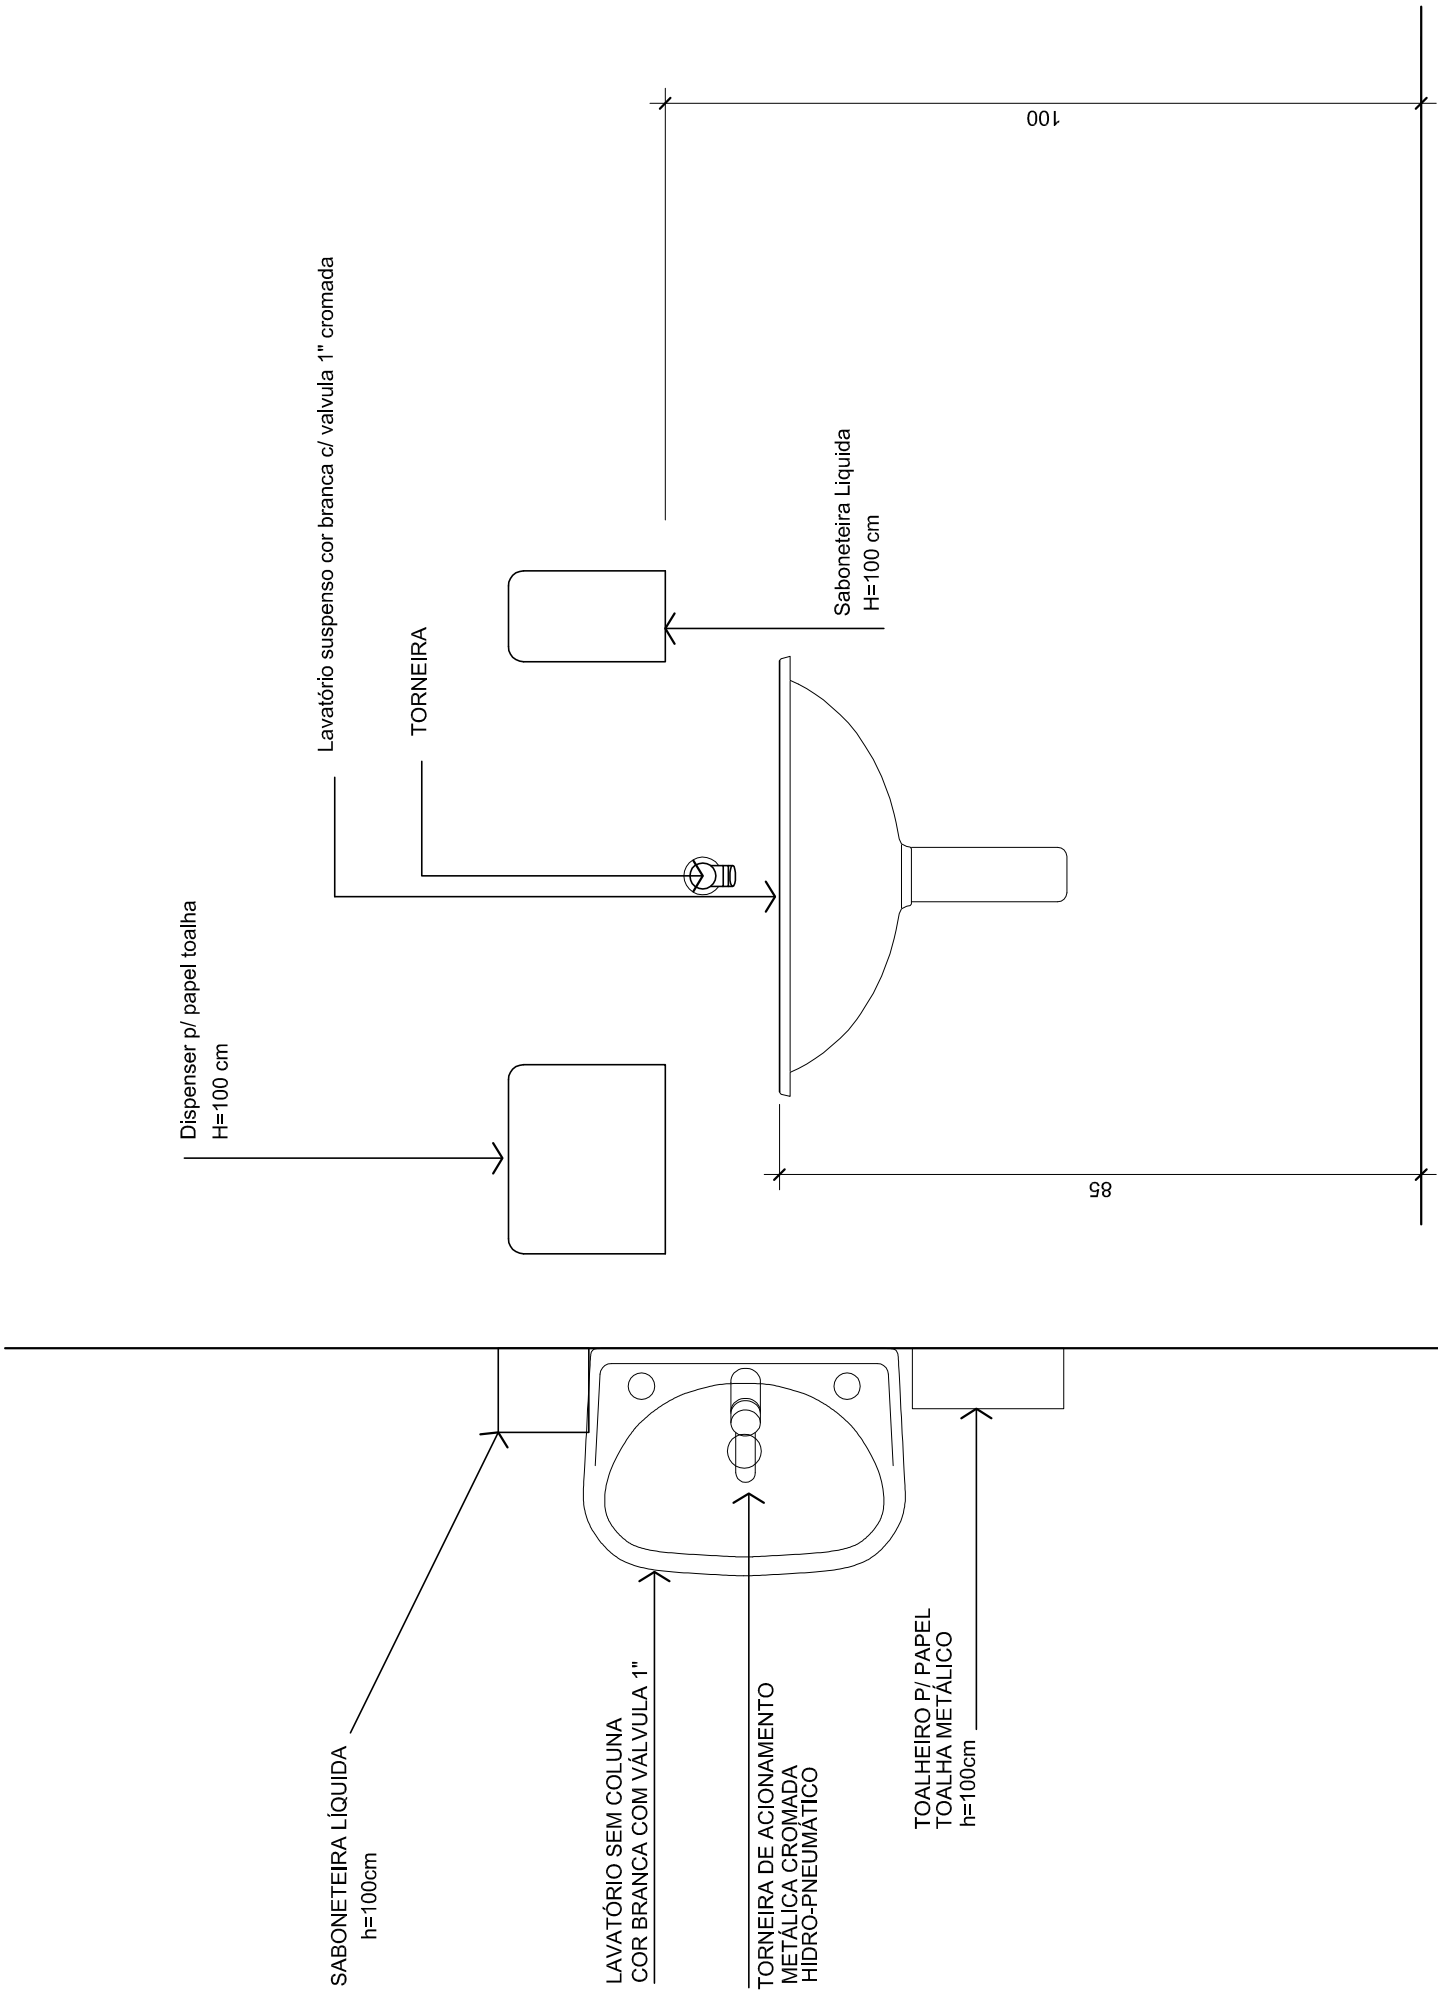 Dispenser p/ papel toalha
H=100 cm
Lavatório suspenso cor branca c/ valvula 1" cromada
TORNEIRA
Saboneteira Liquida
H=100 cm
85
100
SABONETEIRA LÍQUIDA
h=100cm
LAVATÓRIO SEM COLUNA
COR BRANCA COM VÁLVULA 1"
TORNEIRA DE ACIONAMENTO
METÁLICA CROMADA
HIDRO-PNEUMÁTICO
TOALHEIRO P/ PAPEL
TOALHA METÁLICO
h=100cm